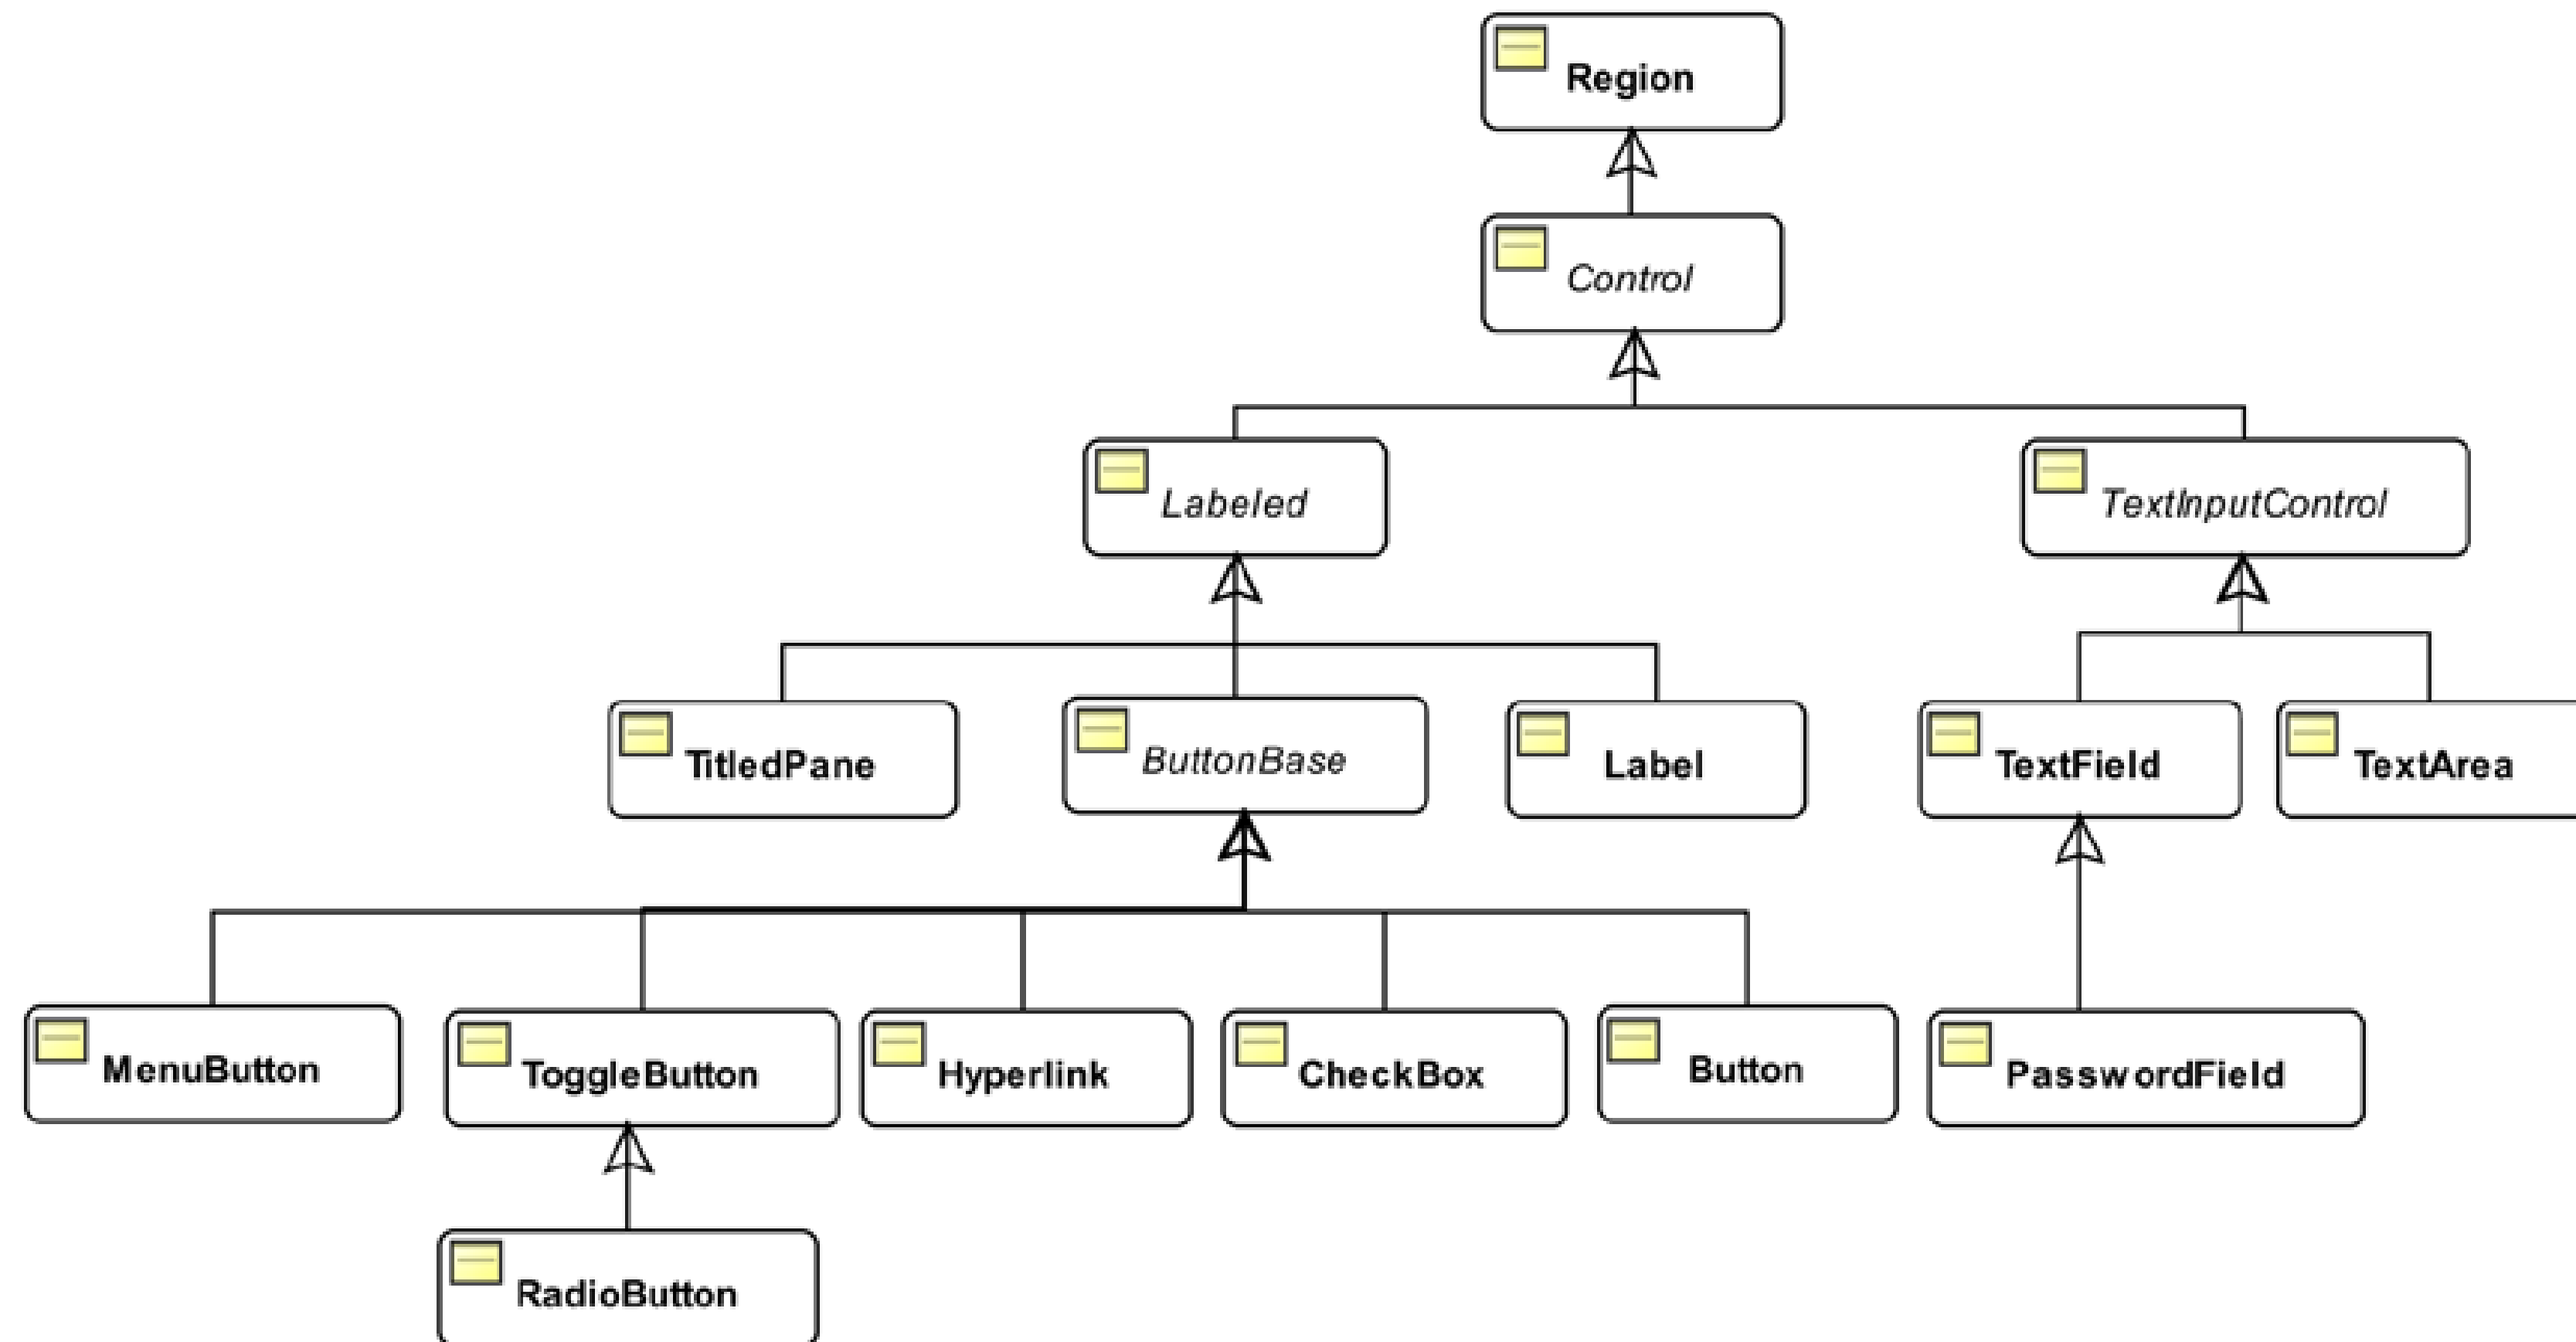 Region
Control
Labeled
TextInputControl
TitledPane
ButtonBase
Label
TextField
TextArea
MenuButton
ToggleButton
Hyperlink
CheckBox
Button
PasswordField
RadioButton